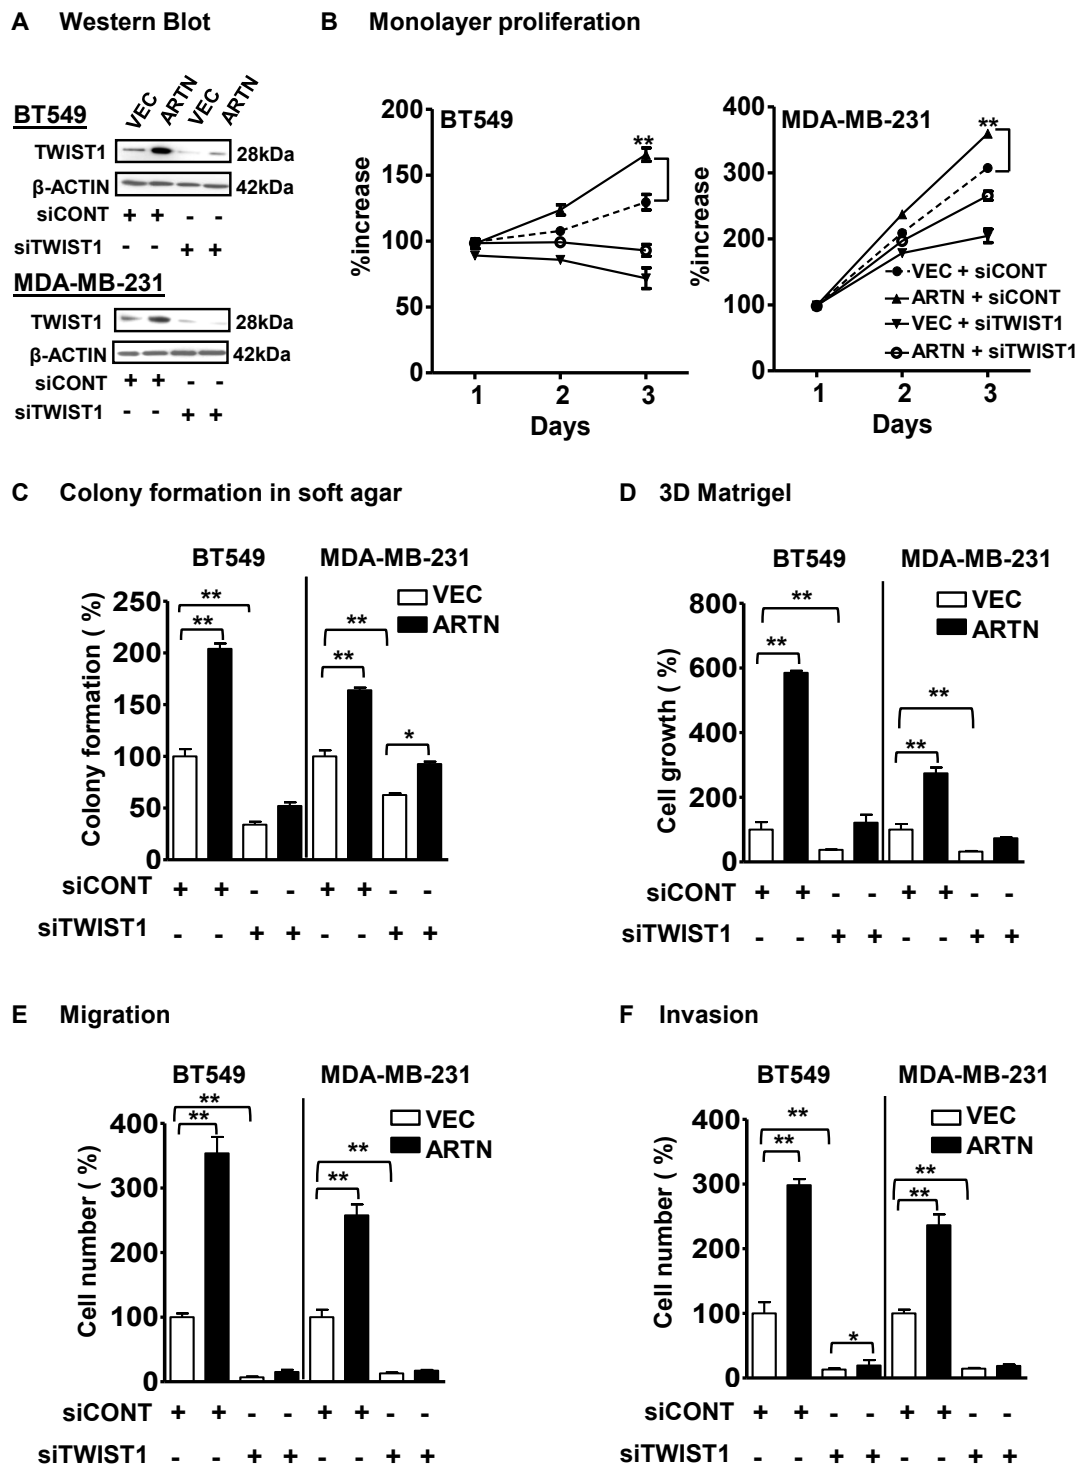 A Western Blot
VEC ARTN VEC ARTN
BT549
TWIST1 28kDa
β-ACTIN 42kDa
siCONT + + - -
siTWIST1 - - + +
MDA-MB-231
TWIST1 28kDa
β-ACTIN 42kDa
siCONT + + - -
siTWIST1 - - + +
B Monolayer proliferation
BT549
%increase
200
150
100
50
0
**
1 2 3
Days
MDA-MB-231
%increase
400
300
200
100
0
**
VEC + siCONT
ARTN + siCONT
VEC + siTWIST1
ARTN + siTWIST1
1 2 3
Days
C Colony formation in soft agar
BT549 MDA-MB-231
VEC
ARTN
Colony formation ( %)
250
200
150
100
50
0
** ** ** ** *
siCONT + + - - + + - -
siTWIST1 - - + + - - + +
D 3D Matrigel
BT549 MDA-MB-231
VEC
ARTN
Cell growth ( %)
800
600
400
200
0
** ** ** **
siCONT + + - - + + - -
siTWIST1 - - + + - - + +
E Migration
BT549 MDA-MB-231
VEC
ARTN
Cell number ( %)
400
300
200
100
0
** ** ** **
siCONT + + - - + + - -
siTWIST1 - - + + - - + +
F Invasion
BT549 MDA-MB-231
VEC
ARTN
Cell number ( %)
400
300
200
100
0
** ** * ** **
siCONT + + - - + + - -
siTWIST1 - - + + - - + +